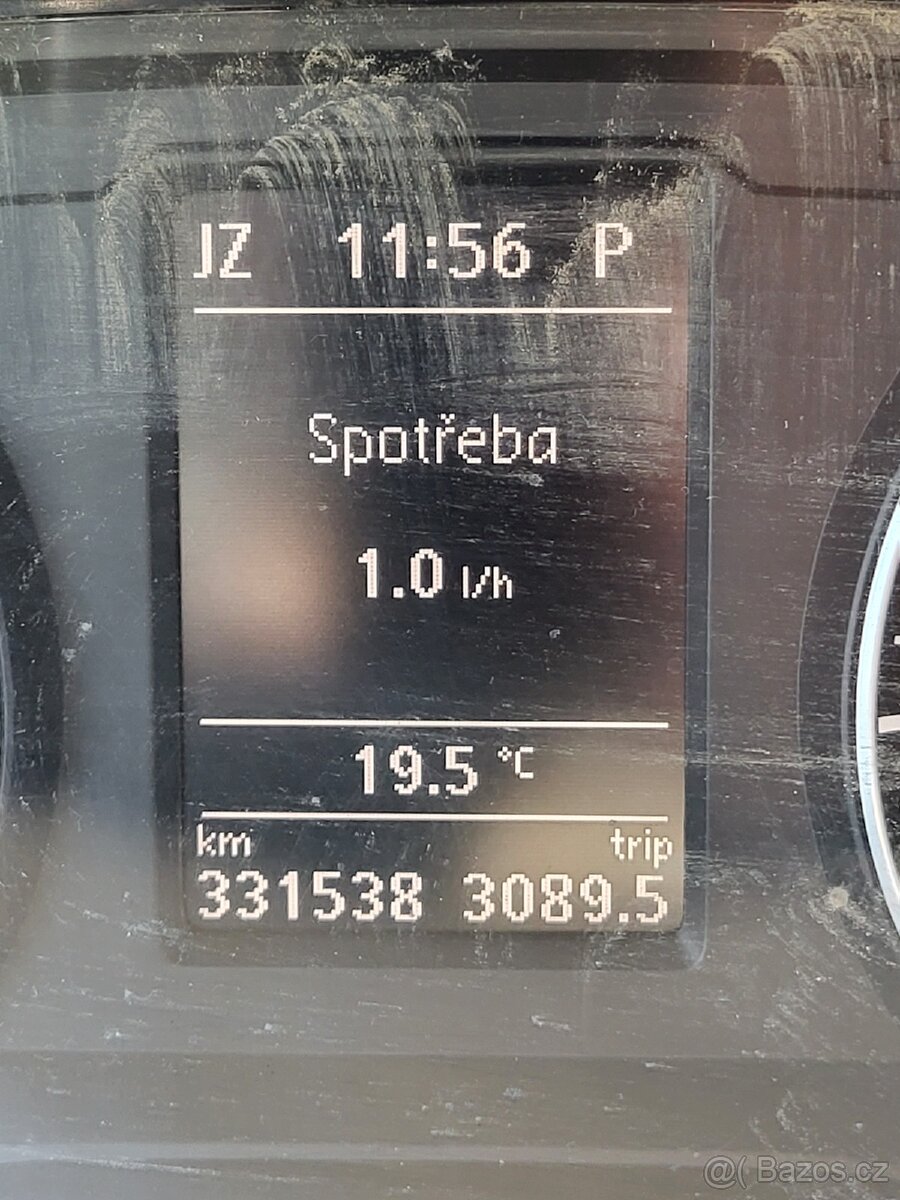 JZ 11:56 P
Spotřeba
1.0 l/h
19.5 °C
km trip
331538 3089.5
@( Bazos.cz